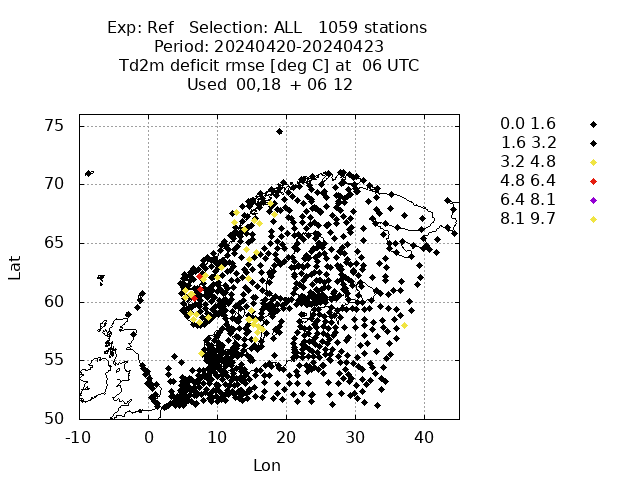 Exp: Ref   Selection: ALL   1059 stations
Period: 20240420-20240423
Td2m deficit rmse [deg C] at  06 UTC
Used  00,18  + 06 12
0.0 1.6
1.6 3.2
3.2 4.8
4.8 6.4
6.4 8.1
8.1 9.7
75
70
65
60
55
50
Lat
-10 0 10 20 30 40
Lon